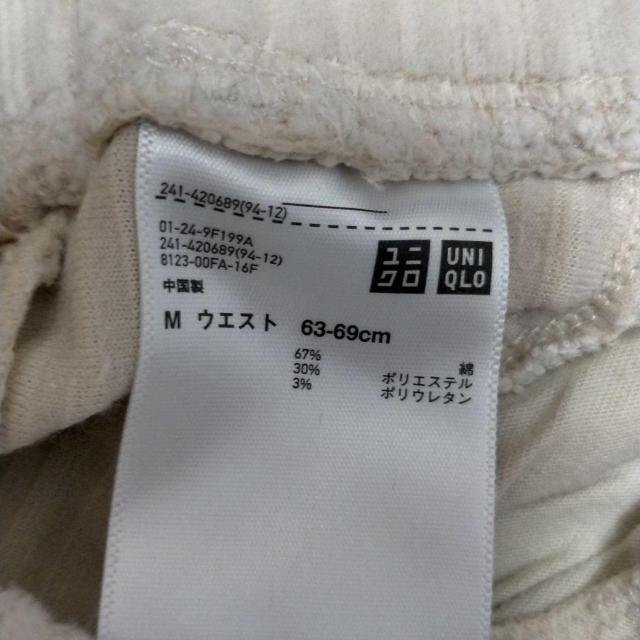 241-420689(94-12)
01-24-9F199A
241-420689(94-12)
8123-00FA-16F
中国製
ユニクロ
UNIQLO
M ウエスト 63-69cm
67% 綿
30% ポリエステル
3% ポリウレタン